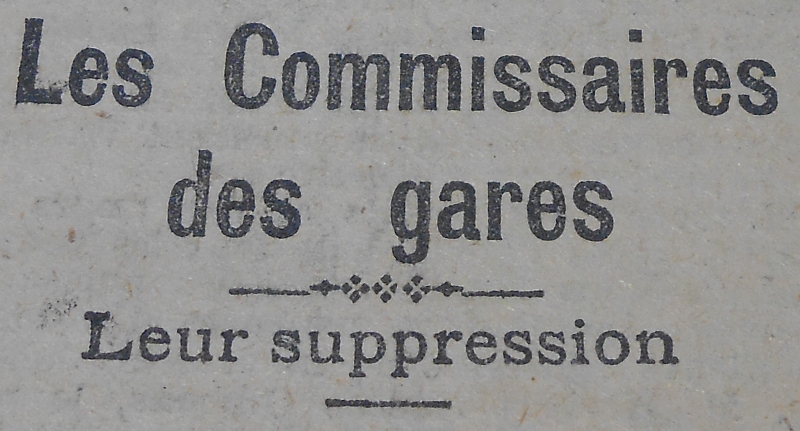 Les Commissaires
des gares
Leur suppression